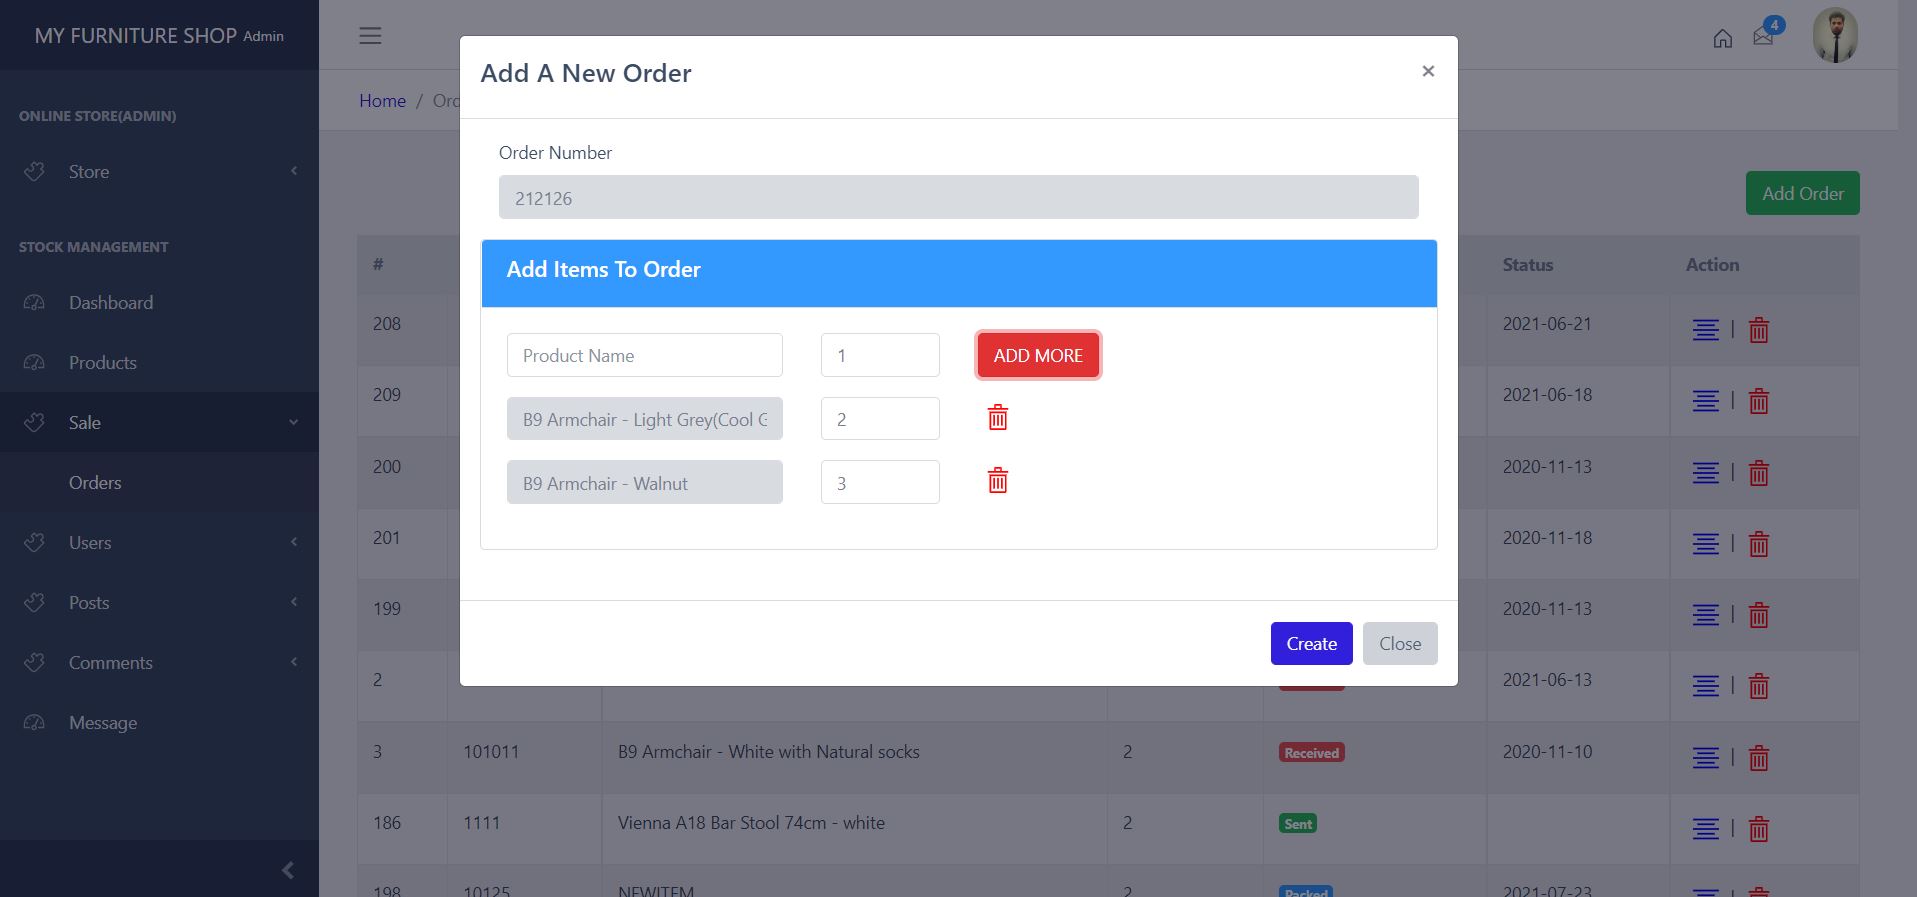 MY FURNITURE SHOP Admin
4
Home / Ord
ONLINE STORE(ADMIN)
Store
STOCK MANAGEMENT
Dashboard
Products
Sale
Orders
Users
Posts
Comments
Message
Add A New Order
×
Order Number
212126
Add Items To Order
Product Name 1 ADD MORE
B9 Armchair - Light Grey(Cool G 2
B9 Armchair - Walnut 3
Create Close
Add Order
# Status Action
208 2021-06-21 |
209 2021-06-18 |
200 2020-11-13 |
201 2020-11-18 |
199 2020-11-13 |
2 2021-06-13 |
3 101011 B9 Armchair - White with Natural socks 2 Received 2020-11-10 |
186 1111 Vienna A18 Bar Stool 74cm - white 2 Sent |
198 10125 NEWITEM 2 Packed 2021-07-23